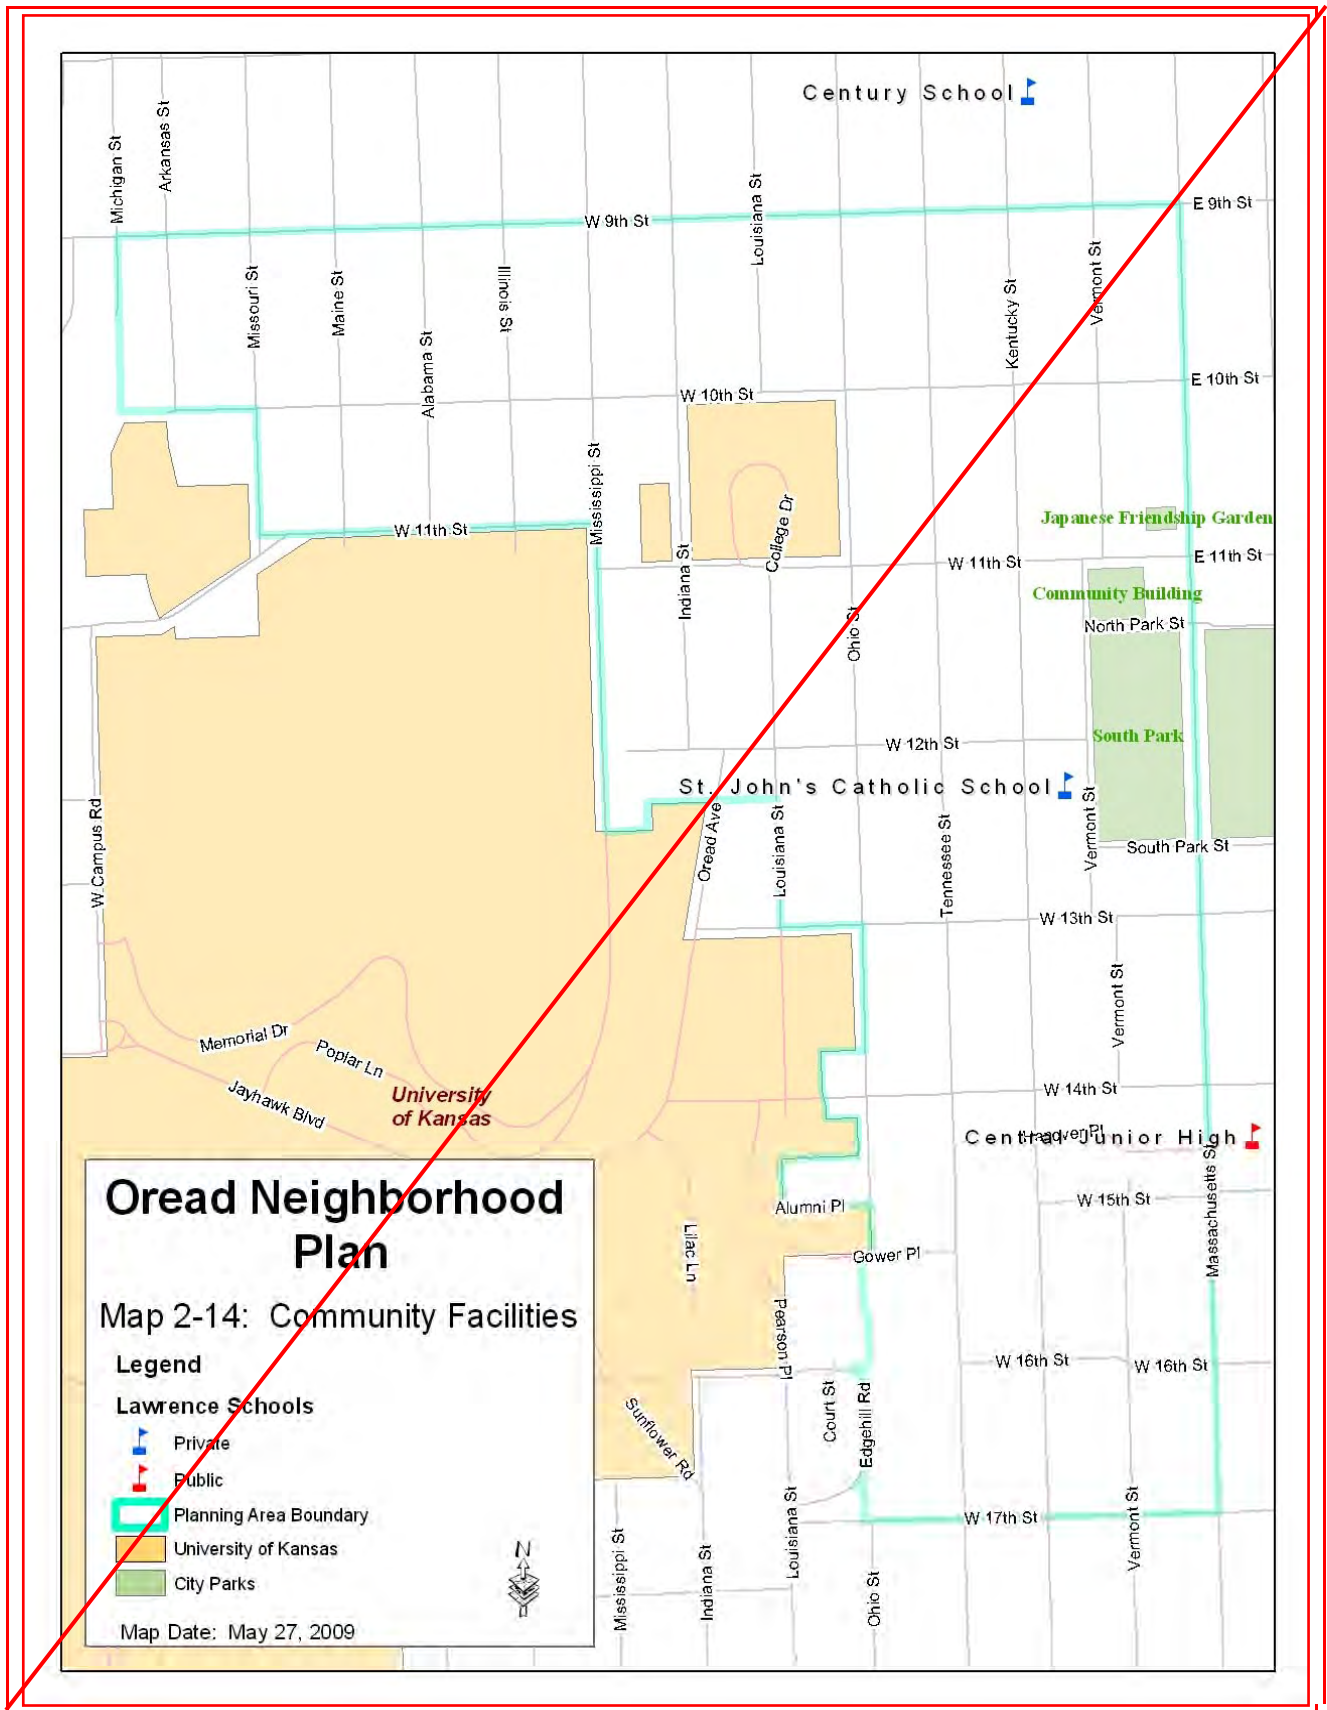 Century School
Michigan St
Arkansas St
Louisiana St
W 9th St
E 9th St
Missouri St
Maine St
Alabama St
Illinois St
Kentucky St
Vermont St
W 10th St
E 10th St
Mississippi St
College Dr
Japanese Friendship Garden
W 11th St
Indiana St
W 11th St
E 11th St
Community Building
North Park St
Ohio St
South Park
W 12th St
St. John's Catholic School
W Campus Rd
Oread Ave
Louisiana St
Tennessee St
Vermont St
South Park St
W 13th St
Vermont St
Memorial Dr
Poplar Ln
Jayhawk Blvd
University
of Kansas
W 14th St
Hanover Pl
Central Junior High
Massachusetts St
W 15th St
Alumni Pl
Lilac Ln
Gower Pl
Pearson Pl
W 16th St
W 16th St
Court St
Edgehill Rd
Sunflower Rd
Louisiana St
W 17th St
Vermont St
Mississippi St
Indiana St
Ohio St
Oread Neighborhood
Plan
Map 2-14: Community Facilities
Legend
Lawrence Schools
Private
Public
Planning Area Boundary
University of Kansas
City Parks
N
Map Date: May 27, 2009